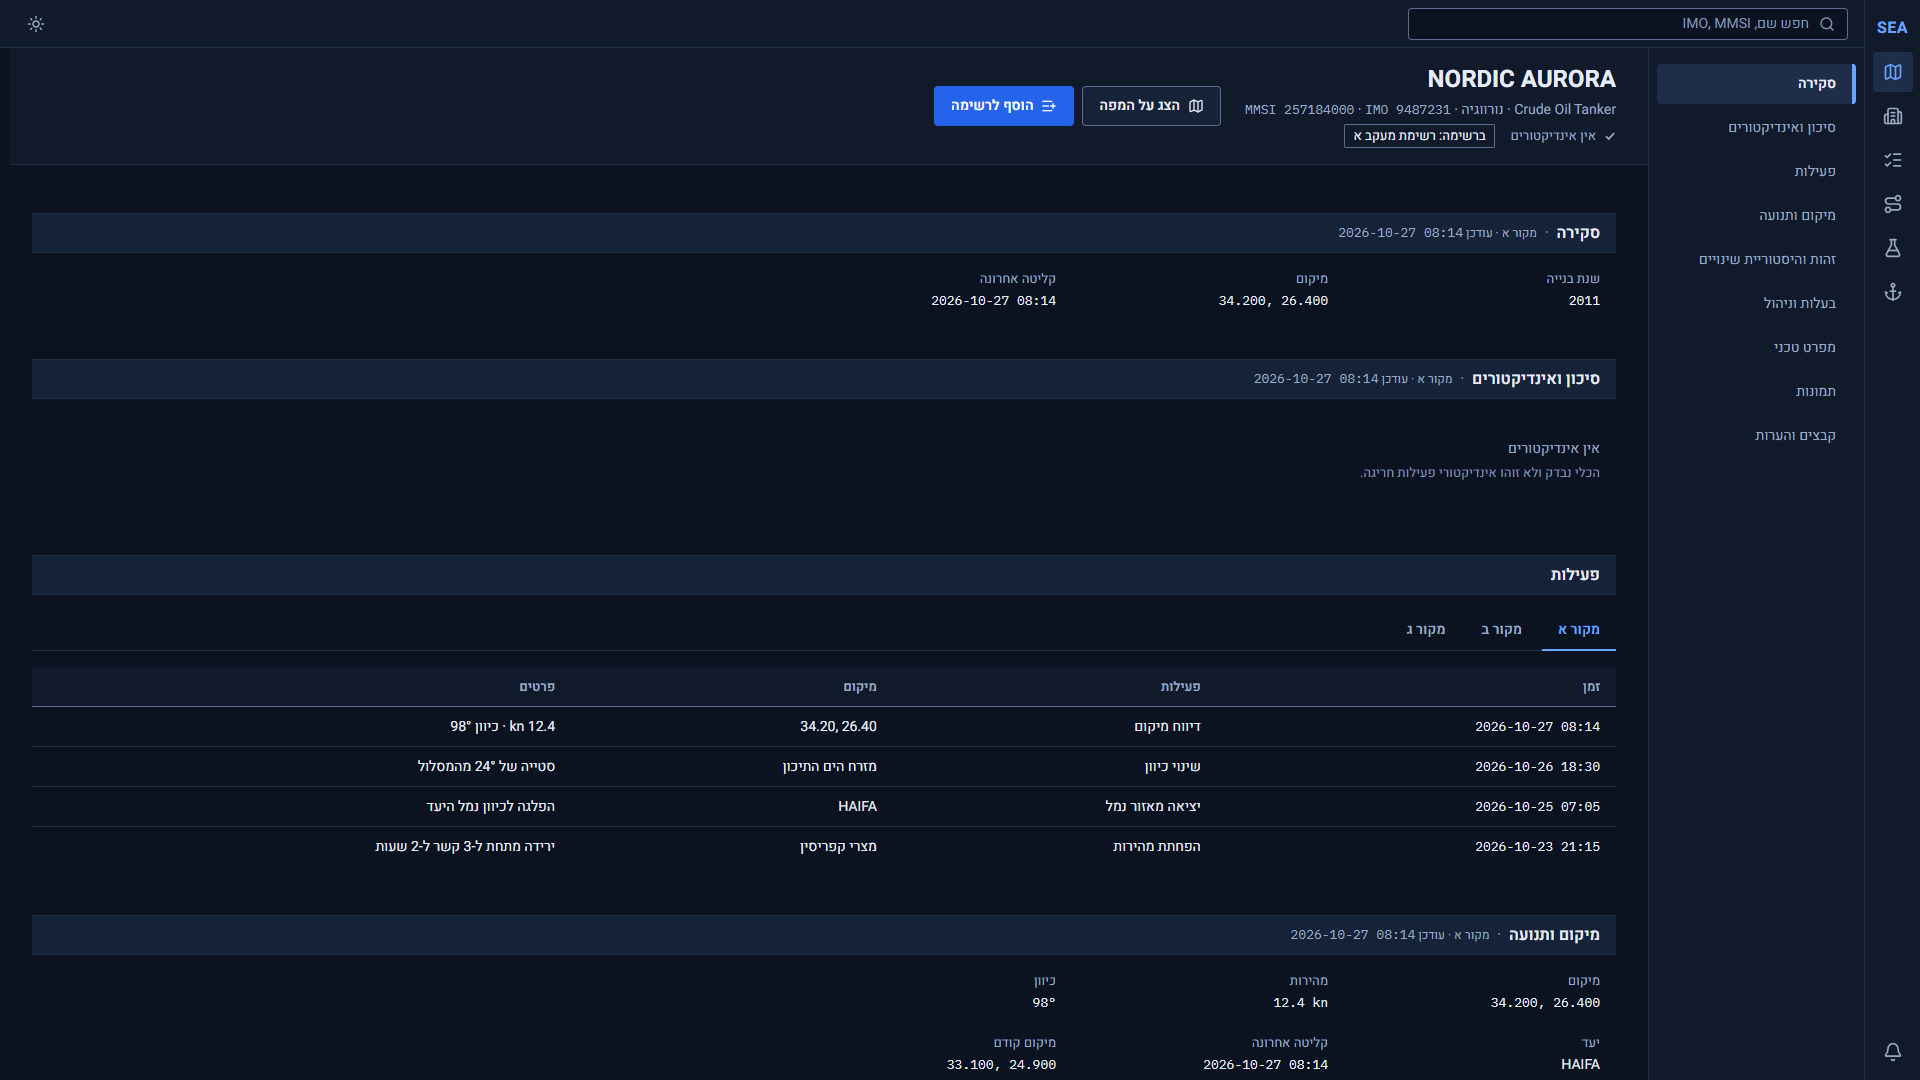 SEA
חפש שם, IMO, MMSI
סקירה
סיכון ואינדיקטורים
פעילות
מיקום ותנועה
זהות והיסטוריית שינויים
בעלות וניהול
מפרט טכני
תמונות
קבצים והערות
NORDIC AURORA
Crude Oil Tanker · נורווגיה · IMO 9487231 · MMSI 257184000
אין אינדיקטורים
ברשימה: רשימת מעקב א
הצג על המפה
הוסף לרשימה
סקירה · מקור א · עודכן 2026-10-27 08:14
שנת בנייה מיקום קליטה אחרונה
2011 34.200, 26.400 2026-10-27 08:14
סיכון ואינדיקטורים · מקור א · עודכן 2026-10-27 08:14
אין אינדיקטורים
הכלי נבדק ולא זוהו אינדיקטורי פעילות חריגה.
פעילות
מקור א מקור ב מקור ג
זמן פעילות מיקום פרטים
2026-10-27 08:14 דיווח מיקום 34.20, 26.40 12.4 kn · כיוון 98°
2026-10-26 18:30 שינוי כיוון מזרח הים התיכון סטייה של 24° מהמסלול
2026-10-25 07:05 יציאה מאזור נמל HAIFA הפלגה לכיוון נמל היעד
2026-10-23 21:15 הפחתת מהירות מצרי קפריסין ירידה מתחת ל-3 קשר ל-2 שעות
מיקום ותנועה · מקור א · עודכן 2026-10-27 08:14
מיקום מהירות כיוון
34.200, 26.400 12.4 kn 98°
יעד קליטה אחרונה מיקום קודם
HAIFA 2026-10-27 08:14 33.100, 24.900